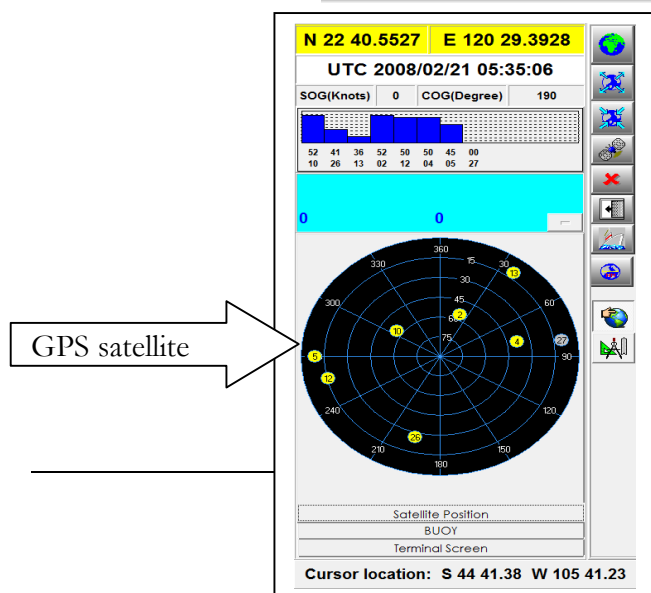 N 22 40.5527 E 120 29.3928
UTC 2008/02/21 05:35:06
SOG(Knots) 0 COG(Degree) 190
52 41 36 52 50 50 45 00
10 26 13 02 12 04 05 27
0 0
360
330 15 30 13
30
300 45 60
2
60
10 75 4 27
GPS satellite
5 90
12
240 120
26
210 150
180
Satellite Position
BUOY
Terminal Screen
Cursor location: S 44 41.38 W 105 41.23